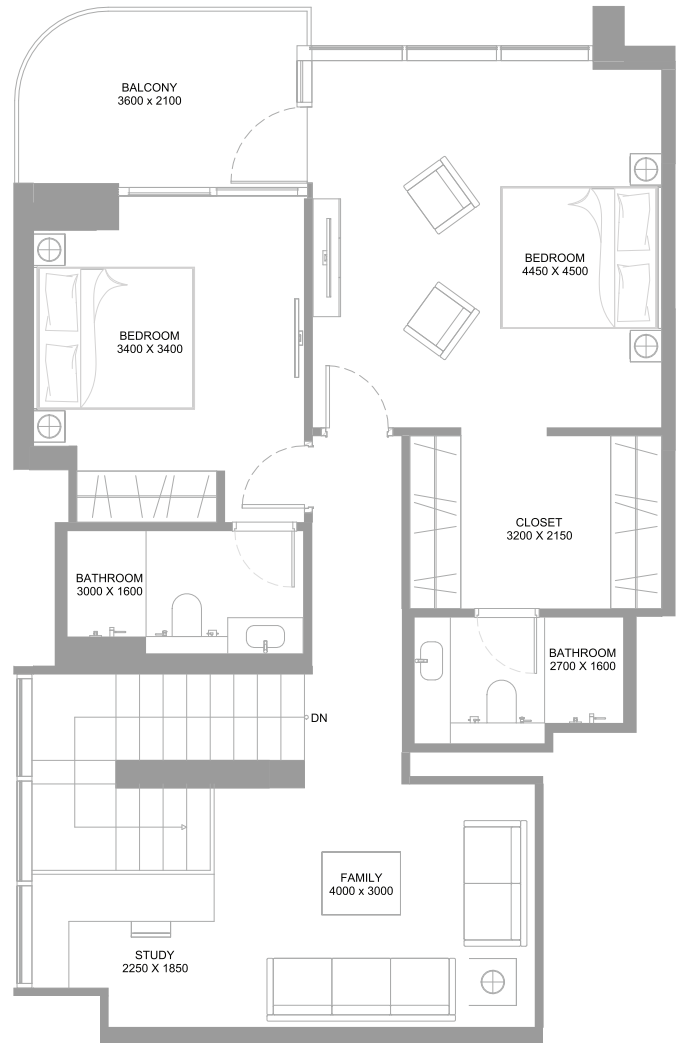 BALCONY
3600 x 2100
BEDROOM
4450 X 4500
BEDROOM
3400 X 3400
CLOSET
3200 X 2150
BATHROOM
3000 X 1600
BATHROOM
2700 X 1600
DN
FAMILY
4000 x 3000
STUDY
2250 X 1850